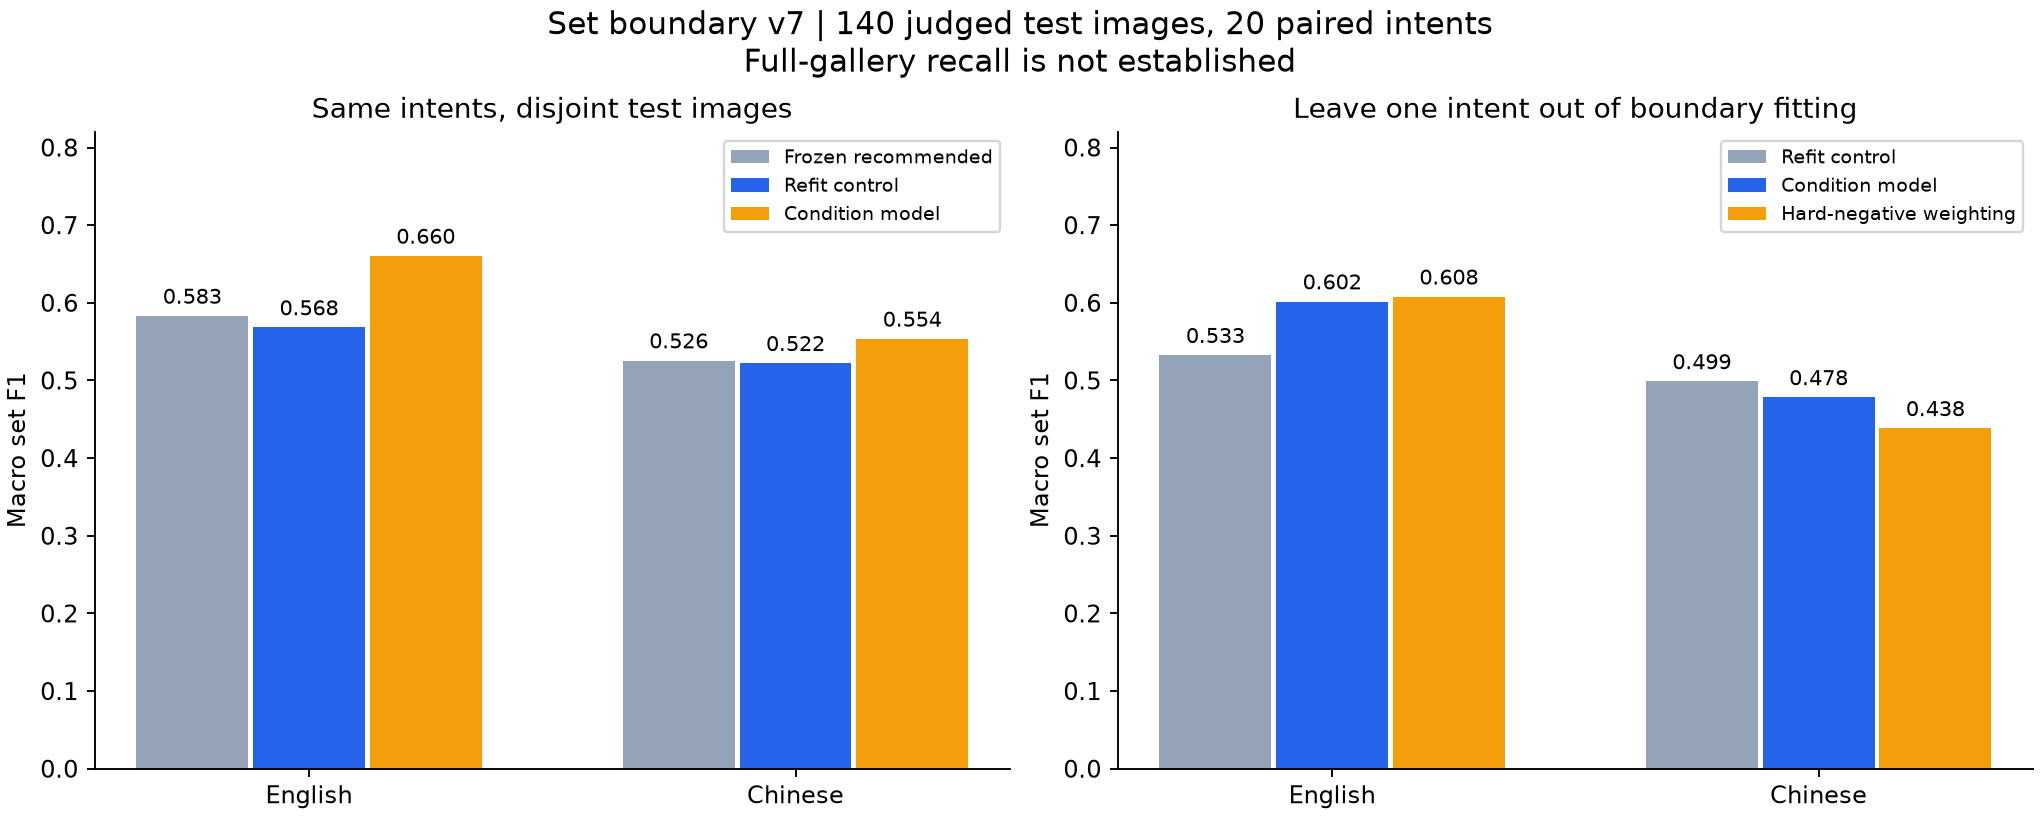 Set boundary v7 | 140 judged test images, 20 paired intents
Full-gallery recall is not established
Same intents, disjoint test images
Macro set F1
0.8
0.7
0.6
0.5
0.4
0.3
0.2
0.1
0.0
Frozen recommended
Refit control
Condition model
0.583
0.568
0.660
0.526
0.522
0.554
English
Chinese
Leave one intent out of boundary fitting
Macro set F1
0.8
0.7
0.6
0.5
0.4
0.3
0.2
0.1
0.0
Refit control
Condition model
Hard-negative weighting
0.533
0.602
0.608
0.499
0.478
0.438
English
Chinese